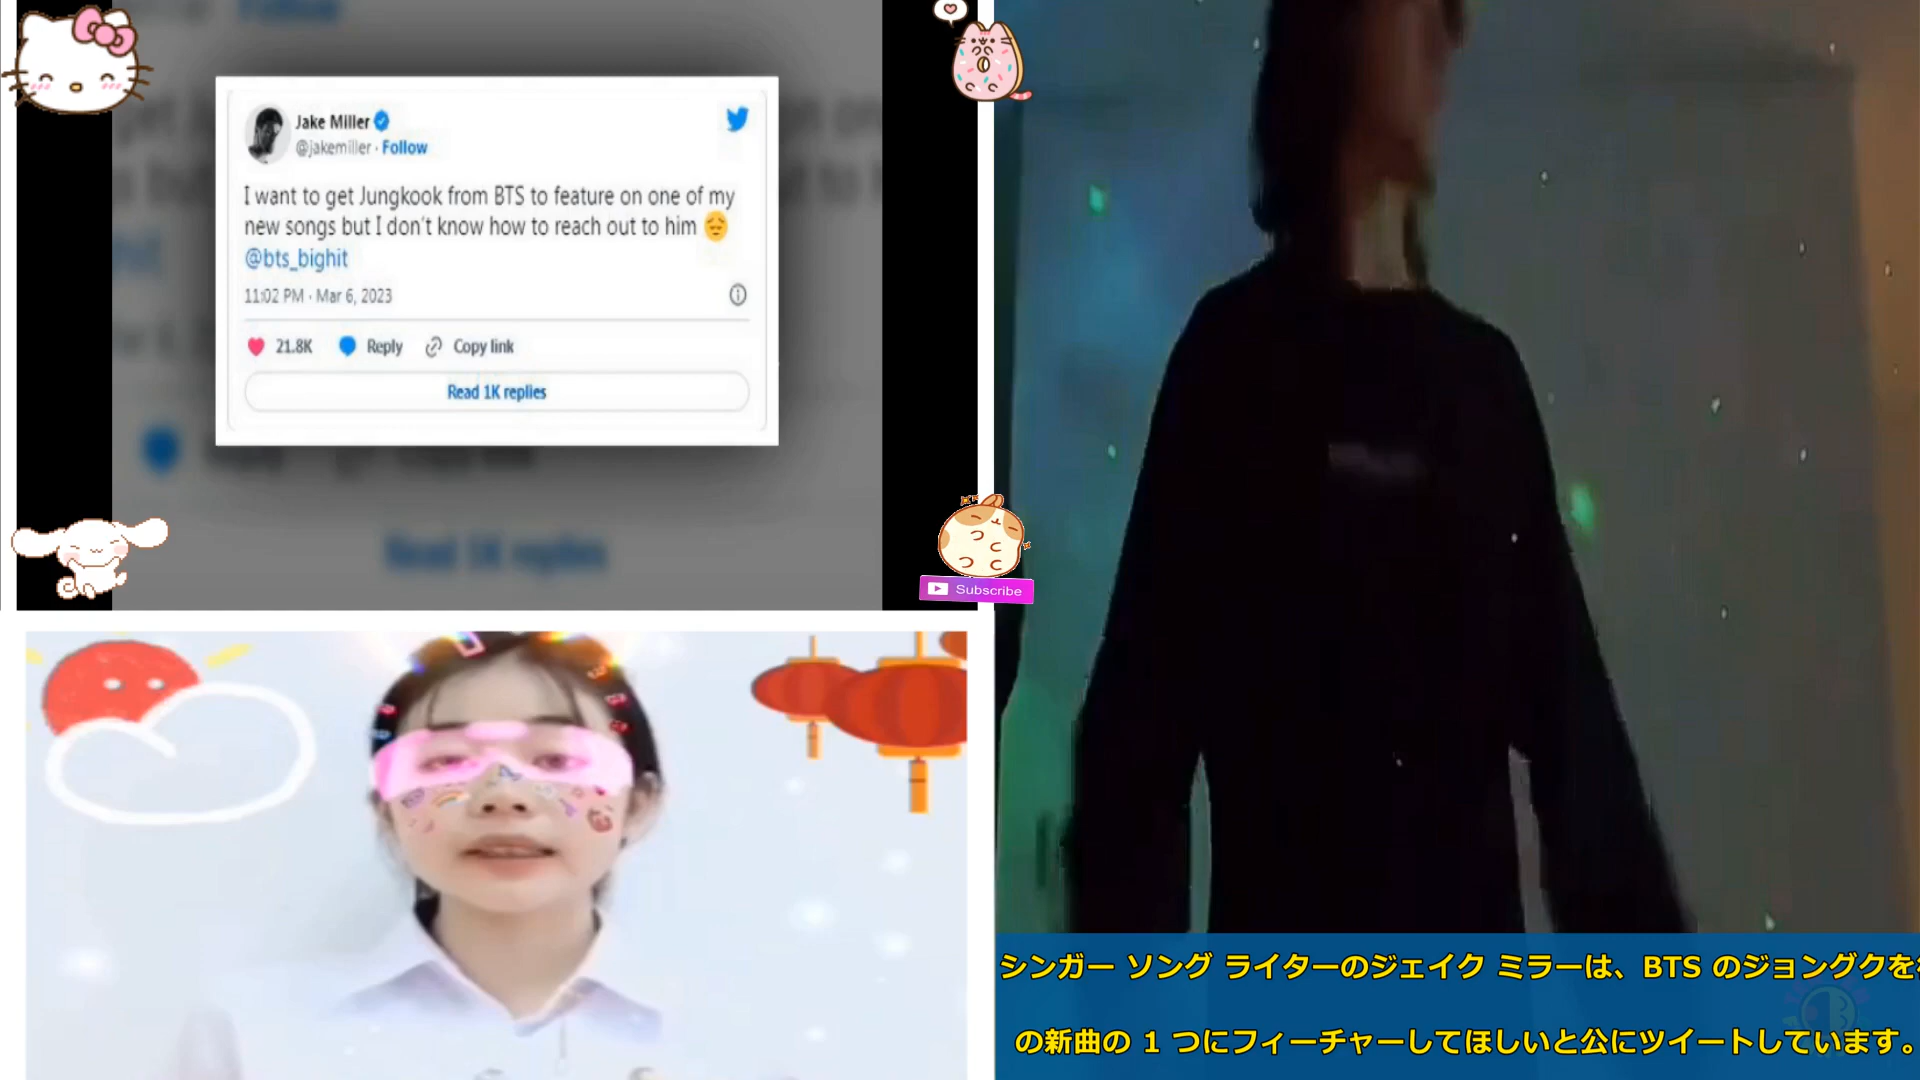 Jake Miller
@jakemiller · Follow
I want to get Jungkook from BTS to feature on one of my
new songs but I don't know how to reach out to him 😔
@bts_bighit
11:02 PM · Mar 6, 2023
21.8K Reply Copy link
Read 1K replies
Read 1K replies
Subscribe
シンガー ソング ライターのジェイク ミラーは、BTS のジョングクを
の新曲の 1 つにフィーチャーしてほしいと公にツイートしています。